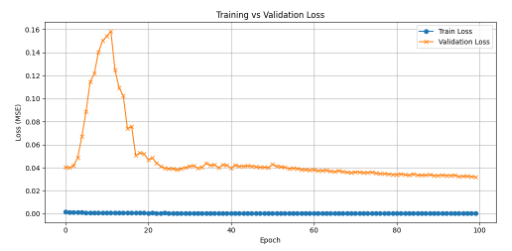 Training vs Validation Loss
Train Loss
Validation Loss
0.16
0.14
0.12
0.10
0.08
0.06
0.04
0.02
0.00
Loss (MSE)
0 20 40 60 80 100
Epoch